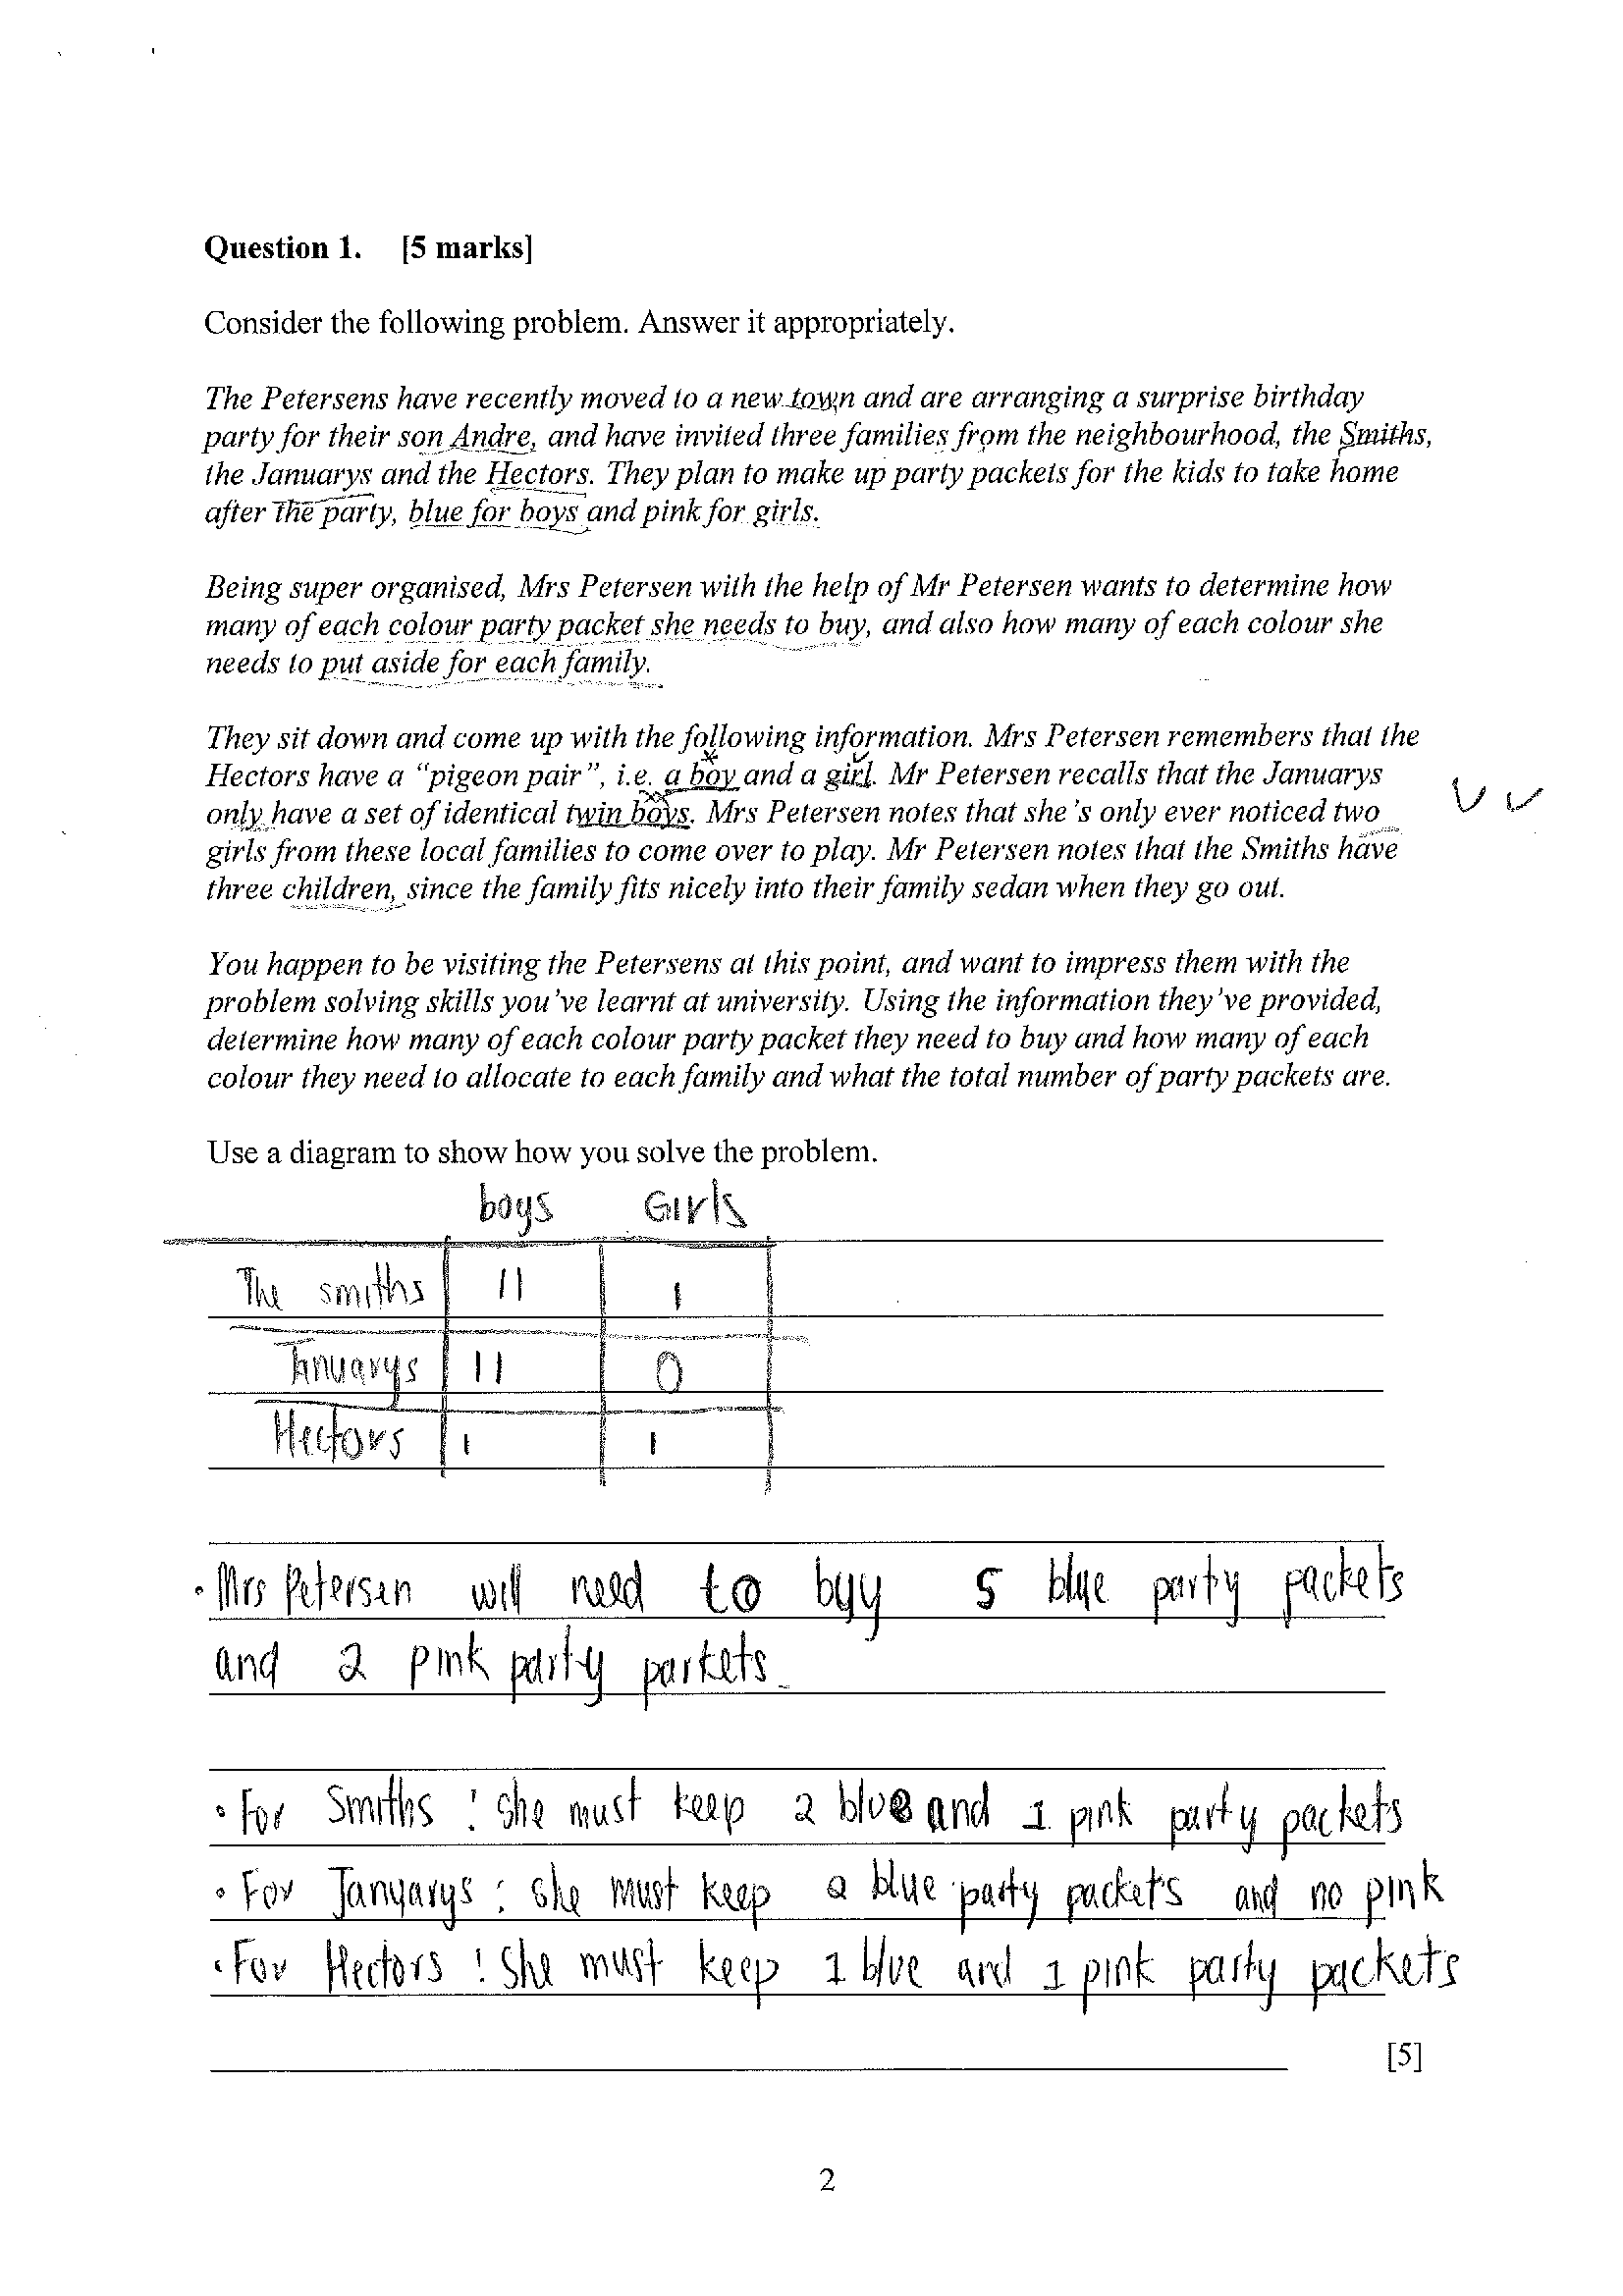 Question 1. [5 marks]
Consider the following problem. Answer it appropriately.
The Petersens have recently moved to a new town and are arranging a surprise birthday
party for their son Andre, and have invited three families from the neighbourhood, the Smiths,
the Januarys and the Hectors. They plan to make up party packets for the kids to take home
after the party, blue for boys and pink for girls.
Being super organised, Mrs Petersen with the help of Mr Petersen wants to determine how
many of each colour party packet she needs to buy, and also how many of each colour she
needs to put aside for each family.
They sit down and come up with the following information. Mrs Petersen remembers that the
Hectors have a "pigeon pair", i.e. a boy and a girl. Mr Petersen recalls that the Januarys
only have a set of identical twin boys. Mrs Petersen notes that she's only ever noticed two
girls from these local families to come over to play. Mr Petersen notes that the Smiths have
three children, since the family fits nicely into their family sedan when they go out.
You happen to be visiting the Petersens at this point, and want to impress them with the
problem solving skills you've learnt at university. Using the information they've provided,
determine how many of each colour party packet they need to buy and how many of each
colour they need to allocate to each family and what the total number of party packets are.
Use a diagram to show how you solve the problem.
boys Girls
The smiths 11 1
Januarys 11 0
Hectors 1 1
• Mrs Petersen will need to buy 5 blue party packets
and 2 pink party parkets.
• For Smiths : she must keep 2 blue and 1 pink party packets
• For Januarys : she must keep 2 blue party packets and no pink
• For Hectors : she must keep 1 blue and 1 pink party packets
[5]
2